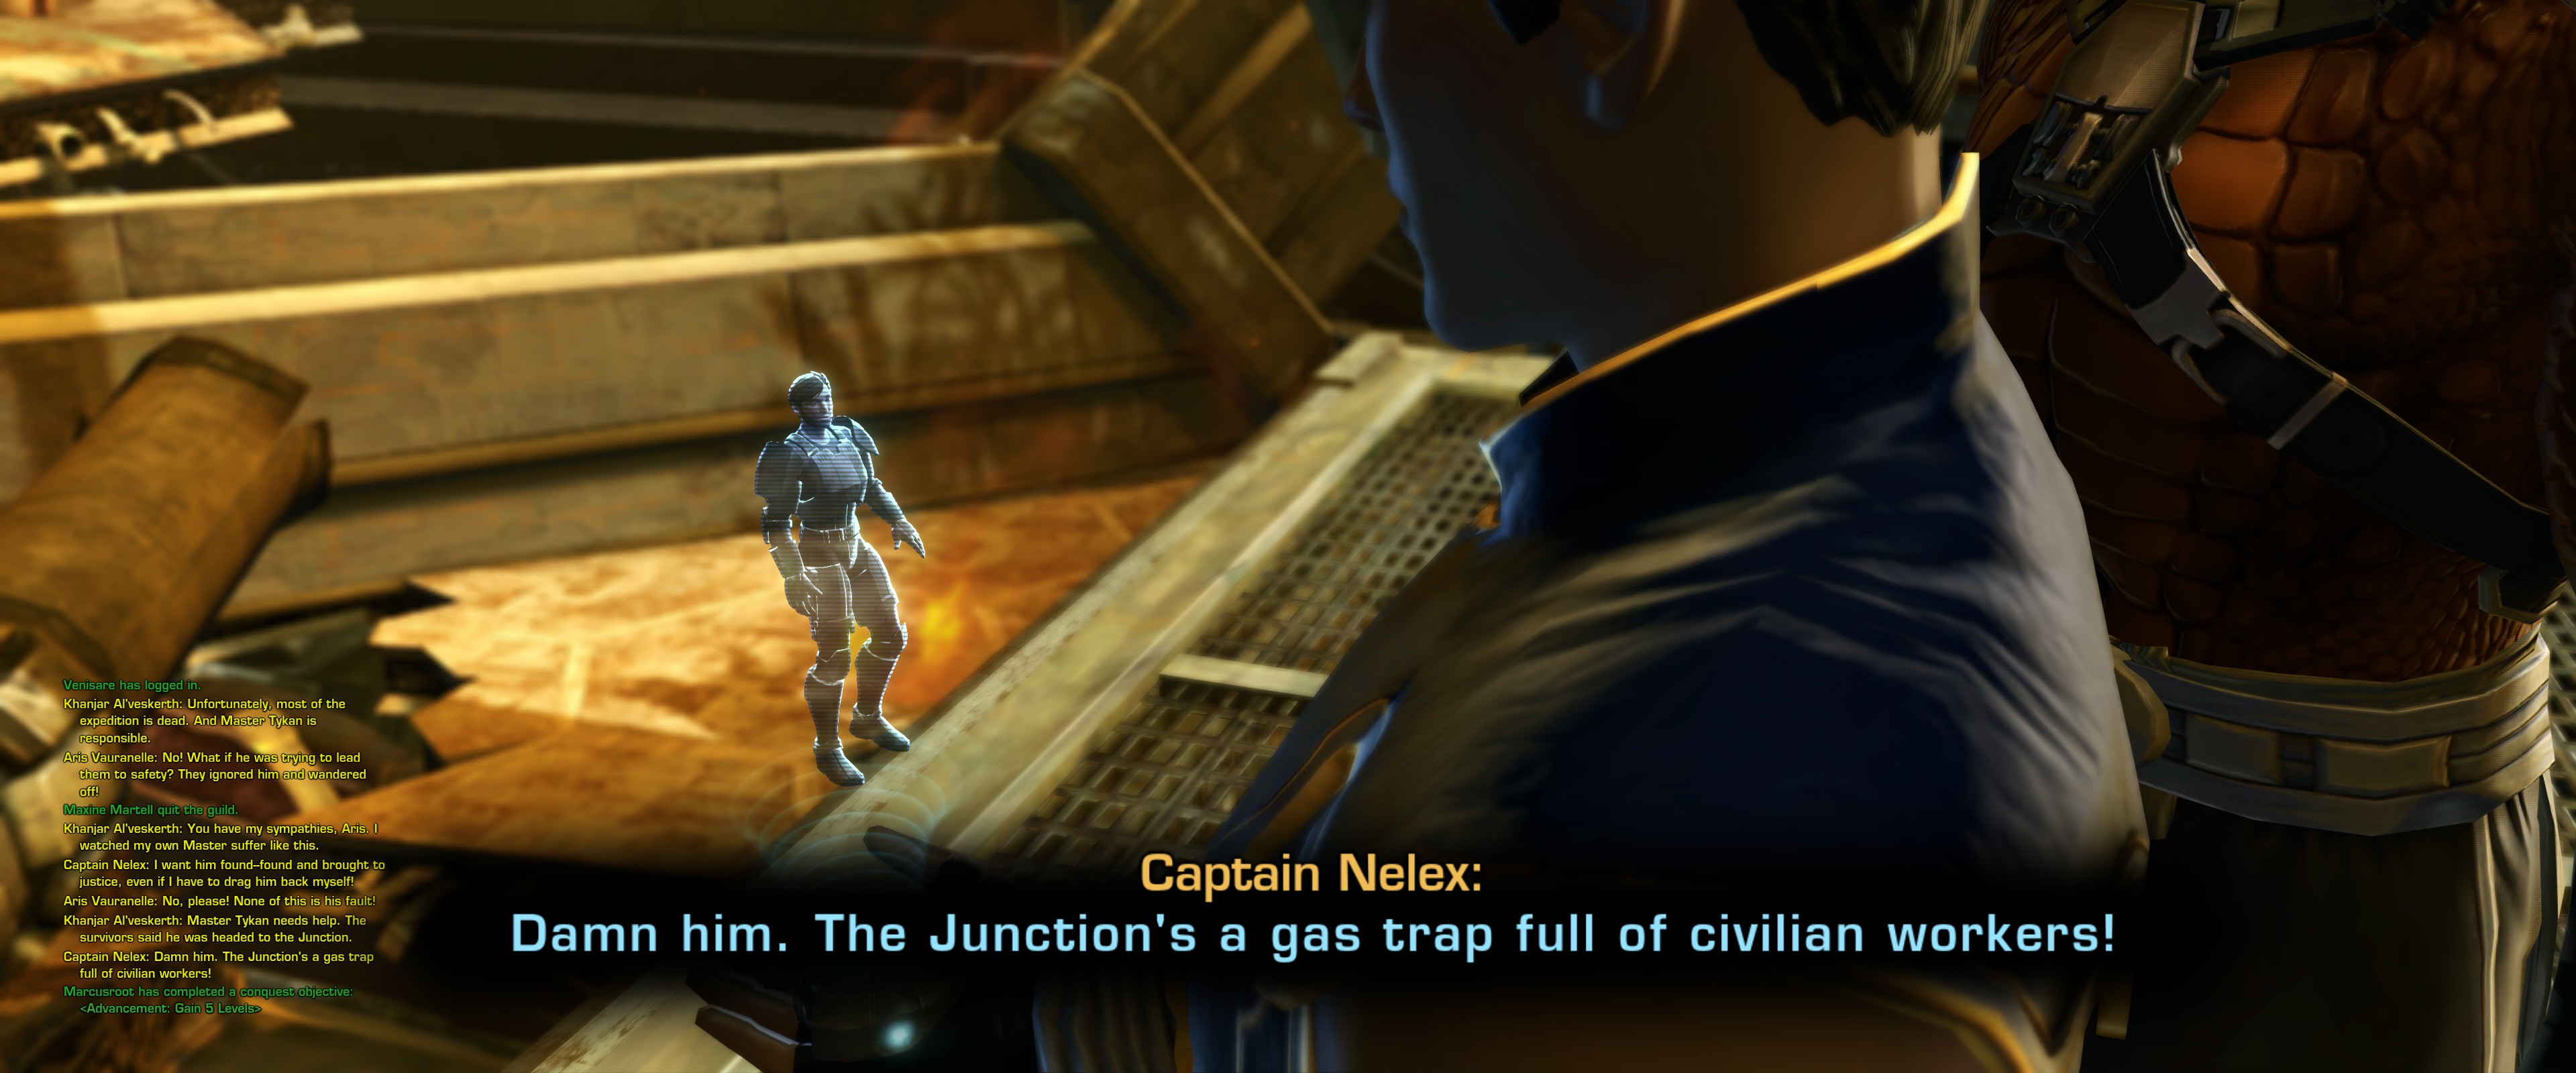 Venisare has logged in.
Khanjar Al'veskerth: Unfortunately, most of the
expedition is dead. And Master Tykan is
responsible.
Aris Vauranelle: No! What if he was trying to lead
them to safety? They ignored him and wandered
off!
Maxine Martell quit the guild.
Khanjar Al'veskerth: You have my sympathies, Aris. I
watched my own Master suffer like this.
Captain Nelex: I want him found–found and brought to
justice, even if I have to drag him back myself!
Aris Vauranelle: No, please! None of this is his fault!
Khanjar Al'veskerth: Master Tykan needs help. The
survivors said he was headed to the Junction.
Captain Nelex: Damn him. The Junction's a gas trap
full of civilian workers!
Marcusroot has completed a conquest objective:
<Advancement: Gain 5 Levels>
Captain Nelex:
Damn him. The Junction's a gas trap full of civilian workers!